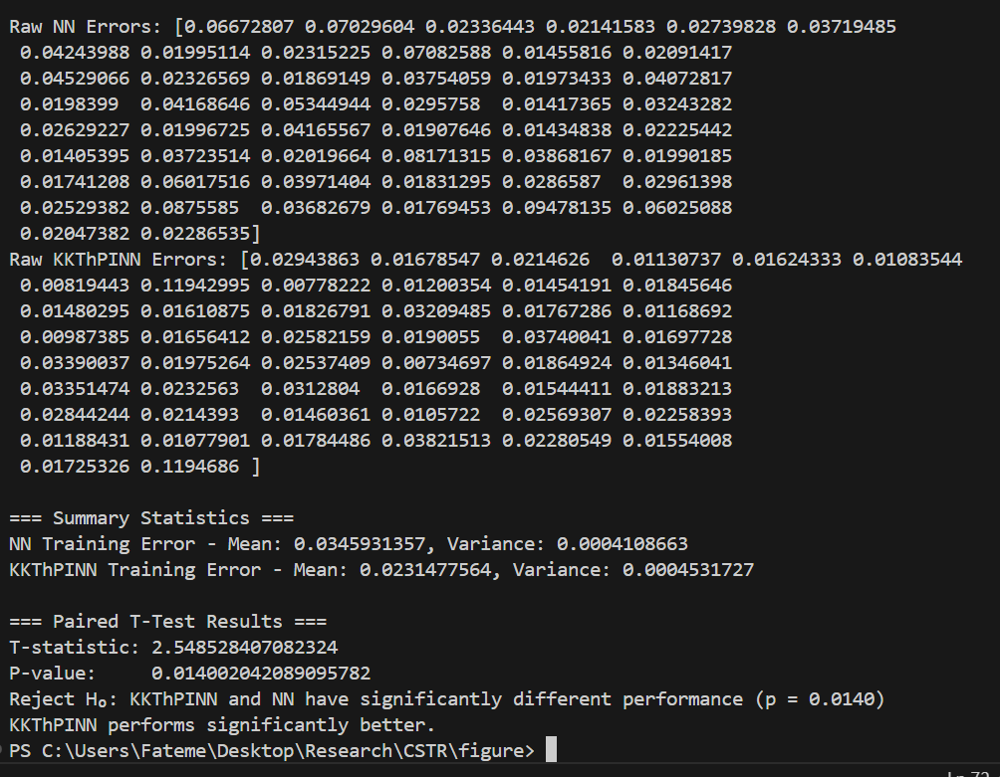 Raw NN Errors: [0.06672807 0.07029604 0.02336443 0.02141583 0.02739828 0.03719485
0.04243988 0.01995114 0.02315225 0.07082588 0.01455816 0.02091417
0.04529066 0.02326569 0.01869149 0.03754059 0.01973433 0.04072817
0.0198399  0.04168646 0.05344944 0.0295758  0.01417365 0.03243282
0.02629227 0.01996725 0.04165567 0.01907646 0.01434838 0.02225442
0.01405395 0.03723514 0.02019664 0.08171315 0.03868167 0.01990185
0.01741208 0.06017516 0.03971404 0.01831295 0.0286587  0.02961398
0.02529382 0.0875585  0.03682679 0.01769453 0.09478135 0.06025088
0.02047382 0.02286535]
Raw KKThPINN Errors: [0.02943863 0.01678547 0.0214626  0.01130737 0.01624333 0.01083544
0.00819443 0.11942995 0.00778222 0.01200354 0.01454191 0.01845646
0.01480295 0.01610875 0.01826791 0.03209485 0.01767286 0.01168692
0.00987385 0.01656412 0.02582159 0.0190055  0.03740041 0.01697728
0.03390037 0.01975264 0.02537409 0.00734697 0.01864924 0.01346041
0.03351474 0.0232563  0.0312804  0.0166928  0.01544411 0.01883213
0.02844244 0.0214393  0.01460361 0.0105722  0.02569307 0.02258393
0.01188431 0.01077901 0.01784486 0.03821513 0.02280549 0.01554008
0.01725326 0.1194686 ]
=== Summary Statistics ===
NN Training Error - Mean: 0.0345931357, Variance: 0.0004108663
KKThPINN Training Error - Mean: 0.0231477564, Variance: 0.0004531727
=== Paired T-Test Results ===
T-statistic: 2.548528407082324
P-value:     0.014002042089095782
Reject H₀: KKThPINN and NN have significantly different performance (p = 0.0140)
KKThPINN performs significantly better.
PS C:\Users\Fateme\Desktop\Research\CSTR\figure>